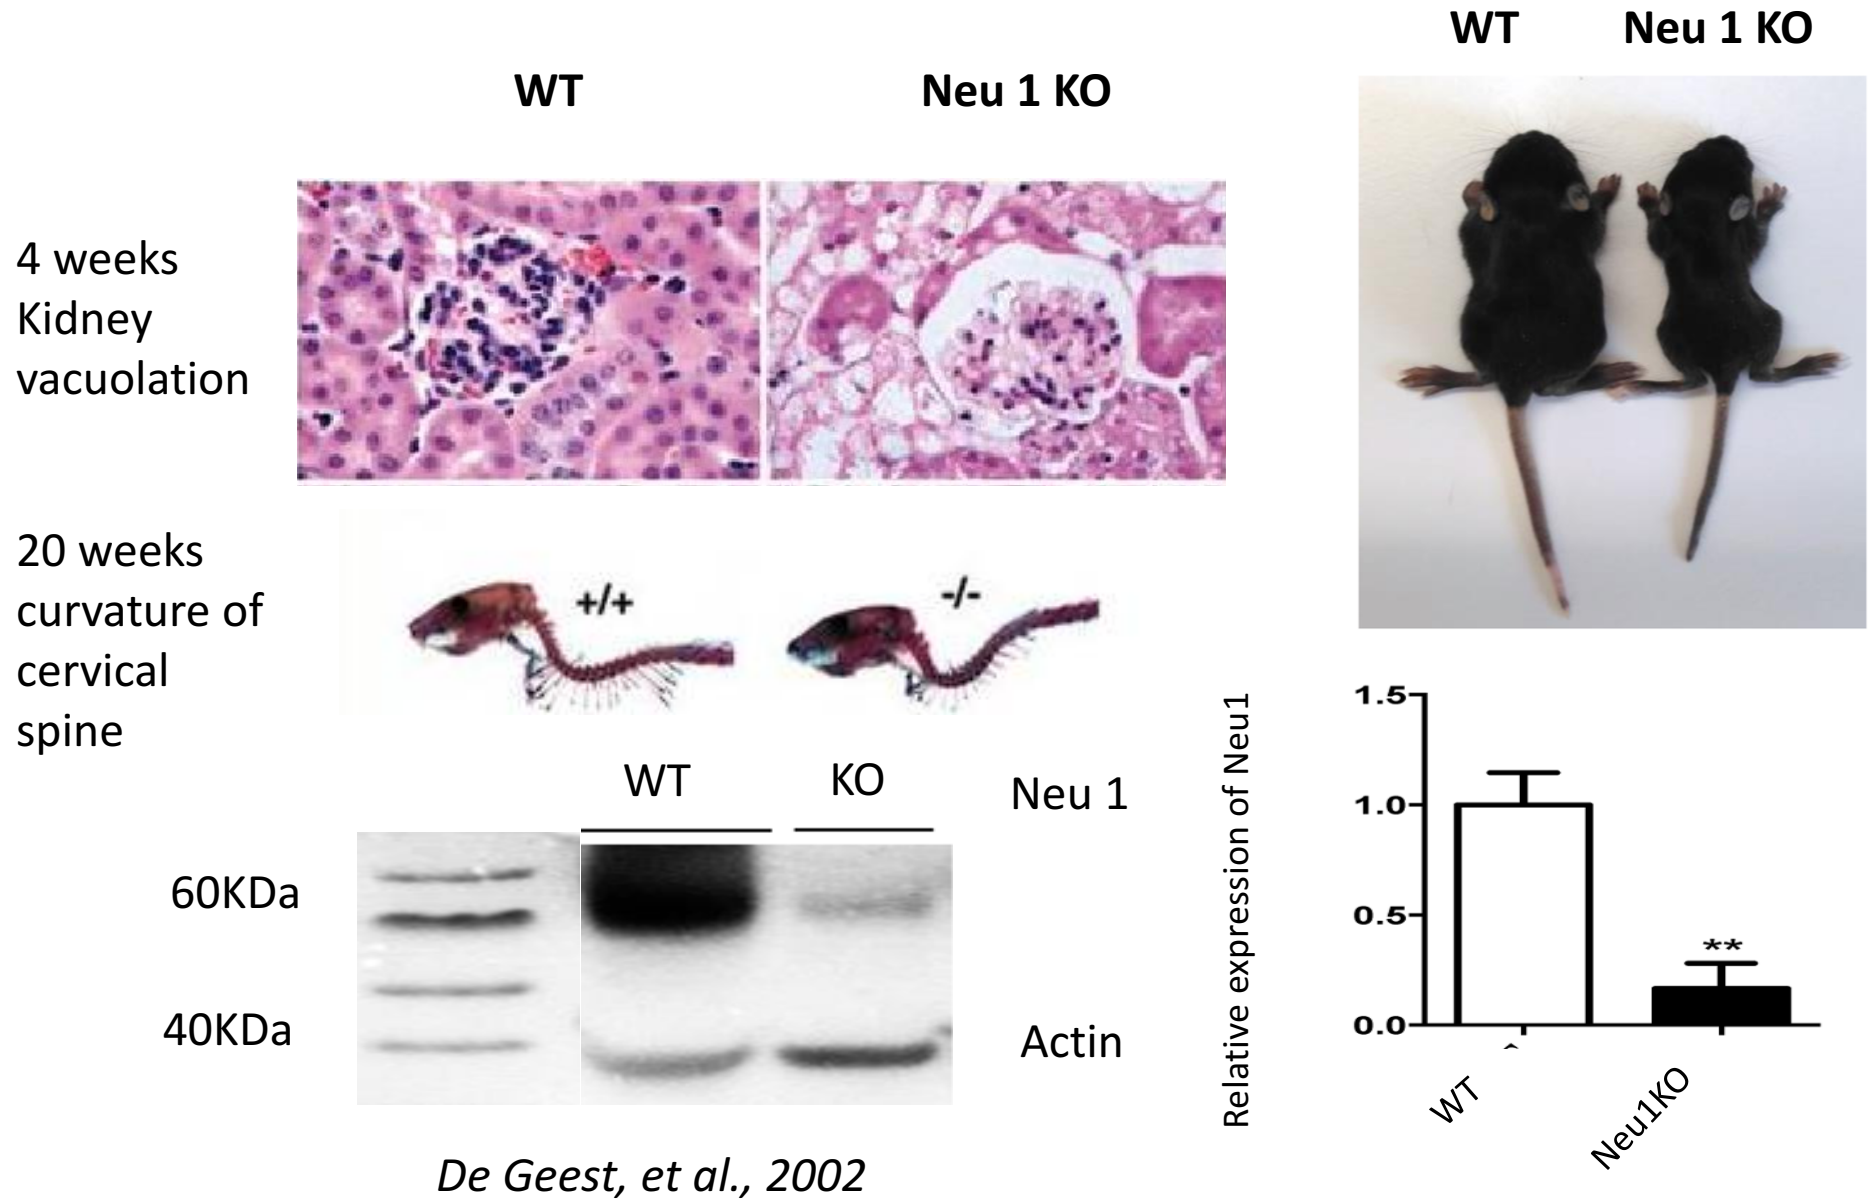 WT
Neu 1 KO
WT
Neu 1 KO
4 weeks
Kidney
vacuolation
20 weeks
curvature of
cervical
spine
+/+
-/-
WT
KO
Neu 1
60KDa
40KDa
Actin
Relative expression of Neu1
1.5
1.0
0.5
0.0
**
WT
Neu1KO
De Geest, et al., 2002